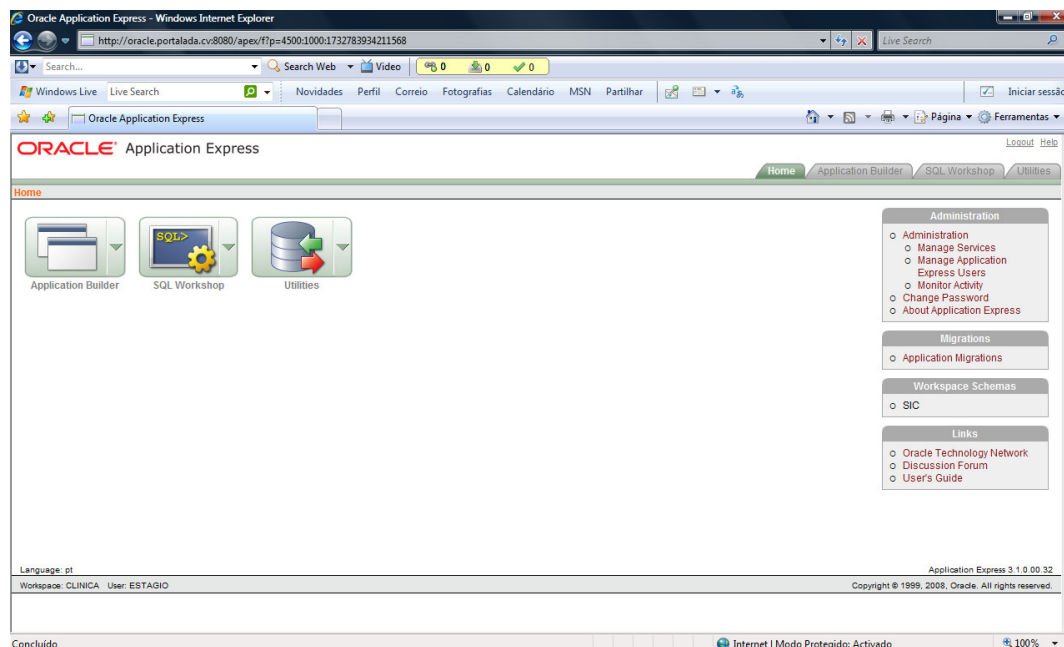 Oracle Application Express - Windows Internet Explorer
http://oracle.portalada.cv:8080/apex/f?p=4500:1000:1732783934211568
Live Search
Search...
Search Web
Video
0
0
0
Windows Live
Live Search
Novidades
Perfil
Correio
Fotografias
Calendário
MSN
Partilhar
Iniciar sessão
Oracle Application Express
Página
Ferramentas
ORACLE Application Express
Logout Help
Home
Application Builder
SQL Workshop
Utilities
Home
SQL>
Application Builder
SQL Workshop
Utilities
Administration
Administration
Manage Services
Manage Application
Express Users
Monitor Activity
Change Password
About Application Express
Migrations
Application Migrations
Workspace Schemas
SIC
Links
Oracle Technology Network
Discussion Forum
User's Guide
Language: pt
Application Express 3.1.0.00.32
Workspace: CLINICA User: ESTAGIO
Copyright © 1999, 2008, Oracle. All rights reserved.
Concluído
Internet | Modo Protegido: Activado
100%